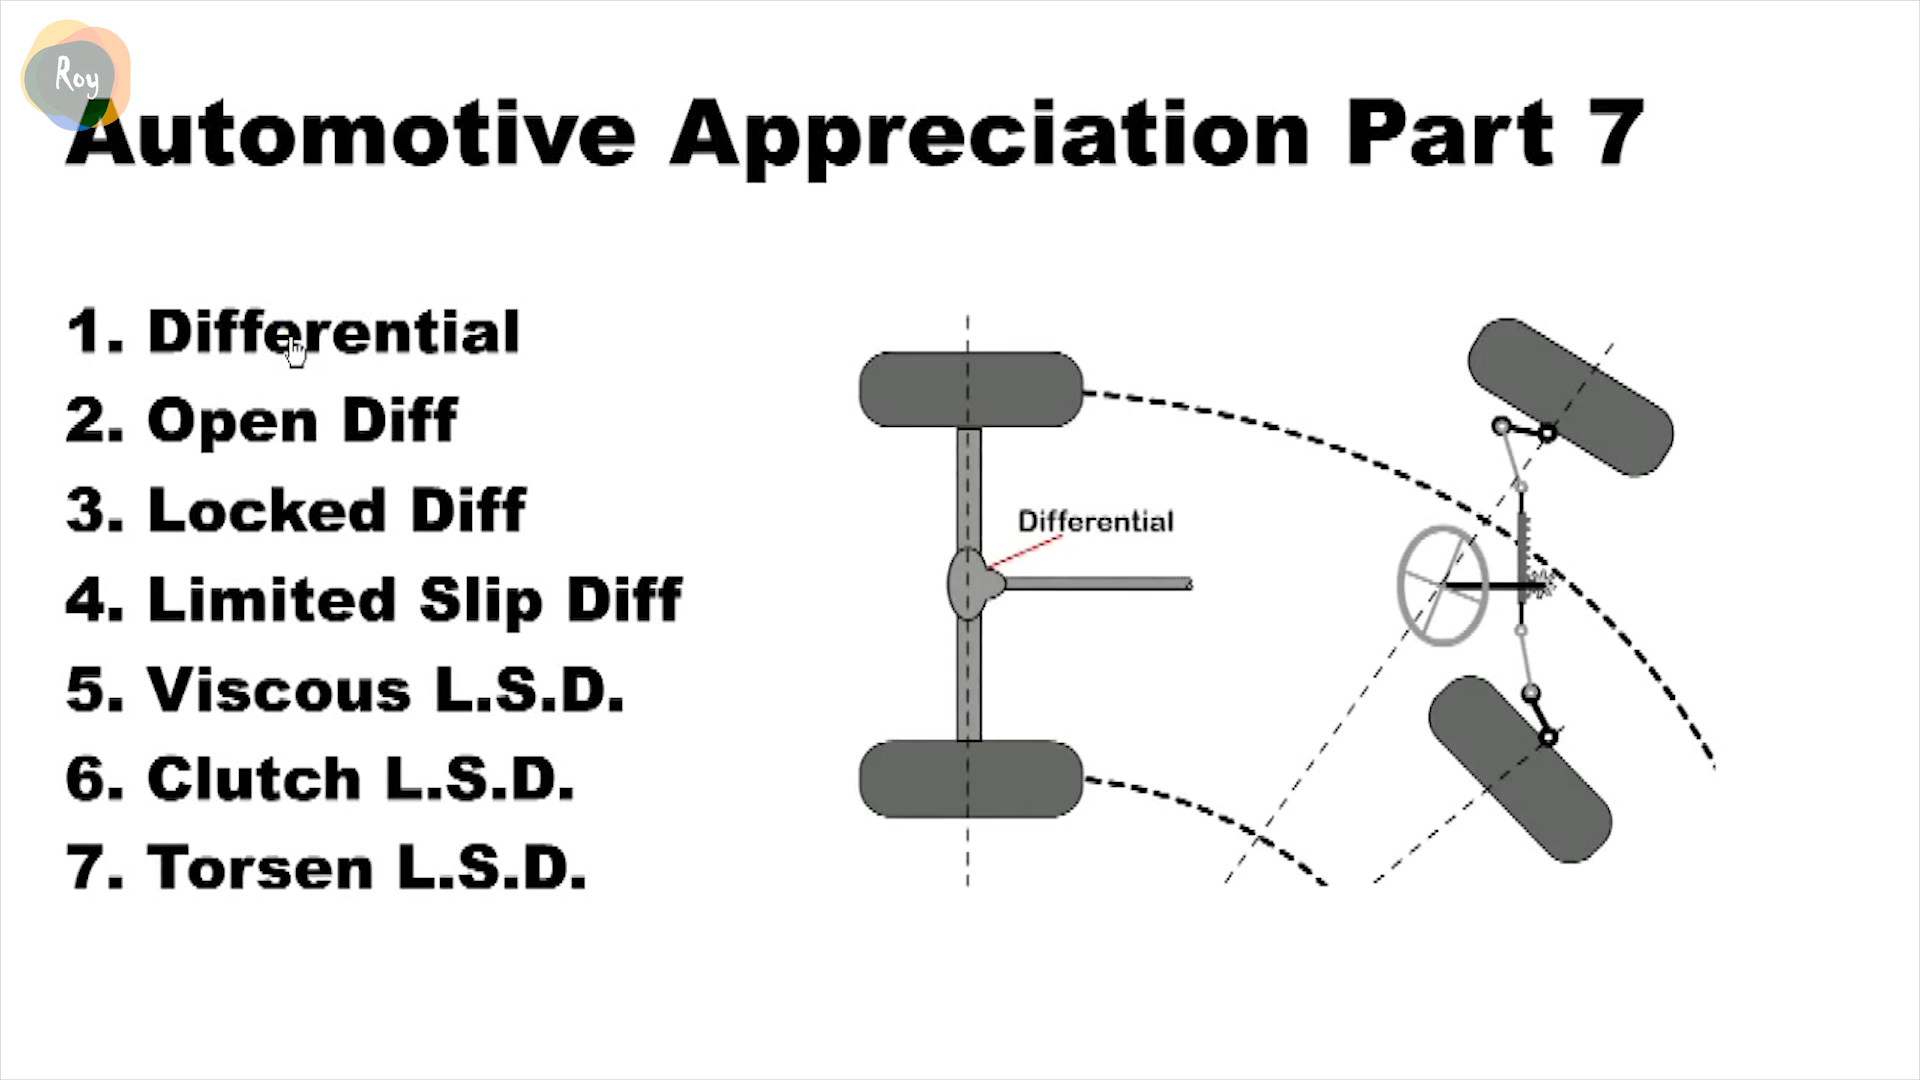 Roy
Automotive Appreciation Part 7
1. Differential
2. Open Diff
3. Locked Diff
4. Limited Slip Diff
5. Viscous L.S.D.
6. Clutch L.S.D.
7. Torsen L.S.D.
Differential